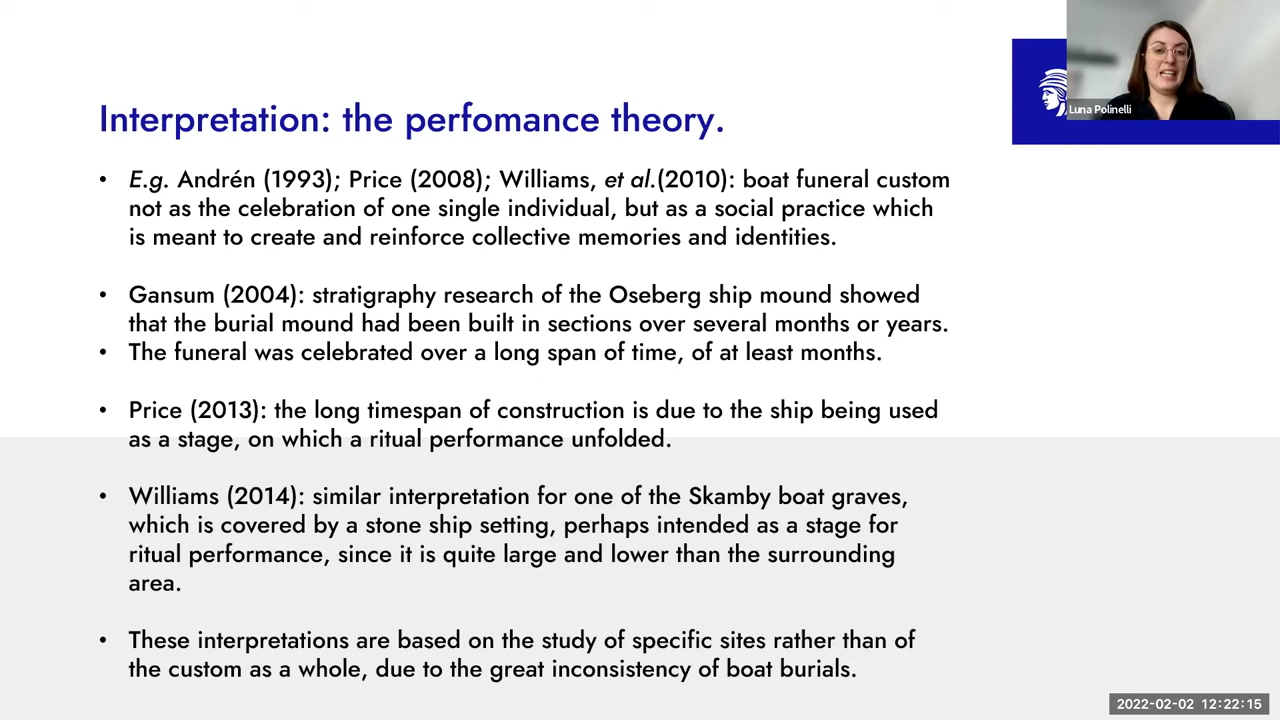 Interpretation: the perfomance theory.
• E.g. Andrén (1993); Price (2008); Williams, et al.(2010): boat funeral custom
not as the celebration of one single individual, but as a social practice which
is meant to create and reinforce collective memories and identities.
• Gansum (2004): stratigraphy research of the Oseberg ship mound showed
that the burial mound had been built in sections over several months or years.
• The funeral was celebrated over a long span of time, of at least months.
• Price (2013): the long timespan of construction is due to the ship being used
as a stage, on which a ritual performance unfolded.
• Williams (2014): similar interpretation for one of the Skamby boat graves,
which is covered by a stone ship setting, perhaps intended as a stage for
ritual performance, since it is quite large and lower than the surrounding
area.
• These interpretations are based on the study of specific sites rather than of
the custom as a whole, due to the great inconsistency of boat burials.
Luna Polinelli
2022-02-02 12:22:15